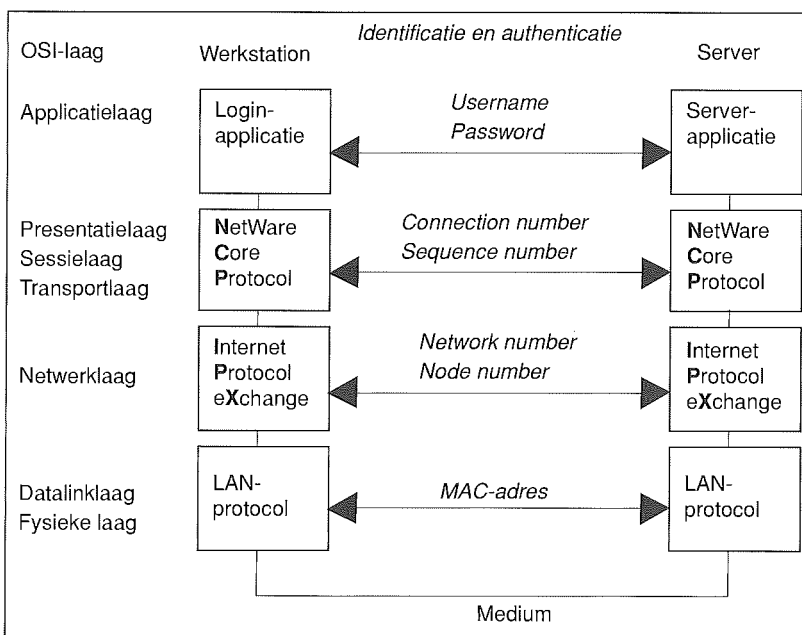 Identificatie en authenticatie
OSI-laag Werkstation Server
Applicatielaag
Login-
applicatie
Username
Password
Server-
applicatie
Presentatielaag
Sessielaag
Transportlaag
NetWare
Core
Protocol
Connection number
Sequence number
NetWare
Core
Protocol
Netwerklaag
Internet
Protocol
eXchange
Network number
Node number
Internet
Protocol
eXchange
Datalinklaag
Fysieke laag
LAN-
protocol
MAC-adres
LAN-
protocol
Medium